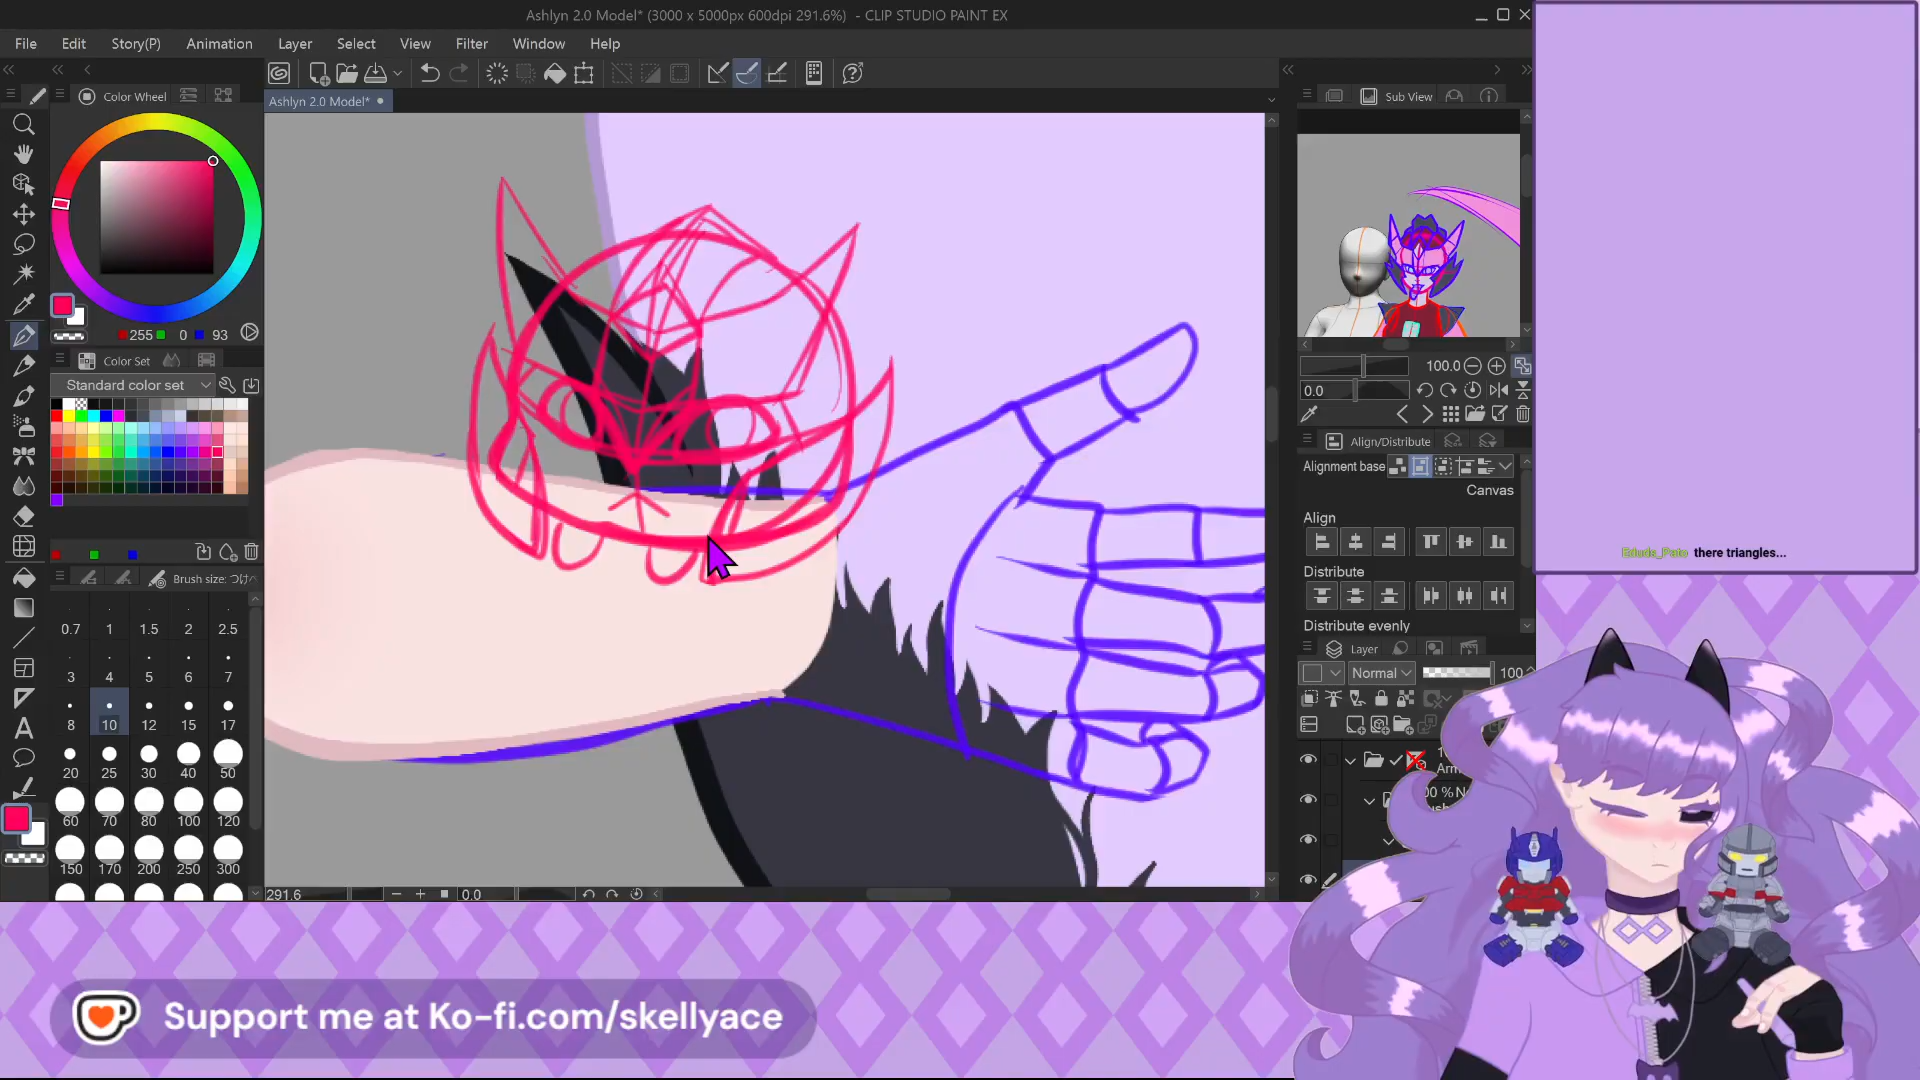 Ashlyn 2.0 Model* (3000 x 5000px 600dpi 291.6%) - CLIP STUDIO PAINT EX
File Edit Story(P) Animation Layer Select View Filter Window Help
Color Wheel
Ashlyn 2.0 Model*
Sub View
255 0 93
Color Set
Standard color set
100.0
0.0
Align/Distribute
Alignment base
Canvas
Align
Distribute
Distribute evenly
Brush size:
0.7 1 1.5 2 2.5
3 4 5 6 7
8 10 12 15 17
20 25 30 40 50
60 70 80 100 120
150 170 200 250 300
Layer
Normal 100
291.6 0.0
there triangles...
Support me at Ko-fi.com/skellyace